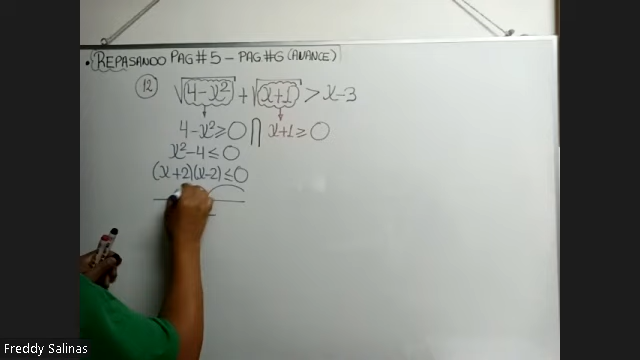 • REPASANDO PAG #5 - PAG. #6 (AVANCE)
12 √4-x² + √x+1 > x-3
4-x² ≥ 0 ∩ x+1 ≥ 0
x²-4 ≤ 0
(x+2)(x-2) ≤ 0
Freddy Salinas